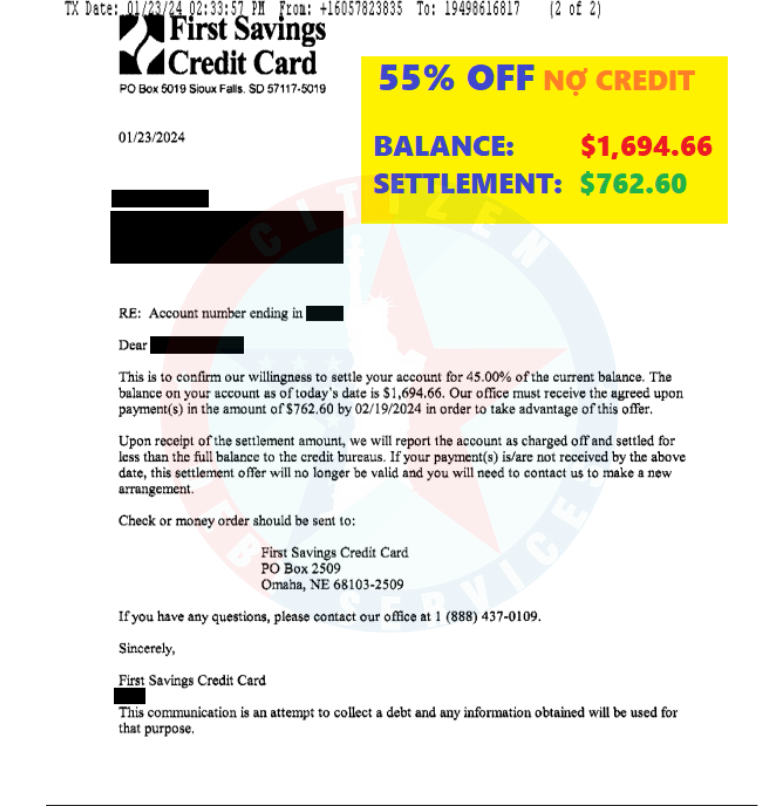 TX Date: 01/23/24 02:33:57 PM From: +16057823835 To: 19498616817 (2 of 2)
First Savings
Credit Card
PO Box 5019 Sioux Falls, SD 57117-5019
55% OFF NỢ CREDIT
BALANCE: $1,694.66
SETTLEMENT: $762.60
01/23/2024
CITIZEN
RE: Account number ending in
Dear
This is to confirm our willingness to settle your account for 45.00% of the current balance. The
balance on your account as of today's date is $1,694.66. Our office must receive the agreed upon
payment(s) in the amount of $762.60 by 02/19/2024 in order to take advantage of this offer.
Upon receipt of the settlement amount, we will report the account as charged off and settled for
less than the full balance to the credit bureaus. If your payment(s) is/are not received by the above
date, this settlement offer will no longer be valid and you will need to contact us to make a new
arrangement.
Check or money order should be sent to:
First Savings Credit Card
PO Box 2509
Omaha, NE 68103-2509
SERVICE
If you have any questions, please contact our office at 1 (888) 437-0109.
Sincerely,
First Savings Credit Card
This communication is an attempt to collect a debt and any information obtained will be used for
that purpose.